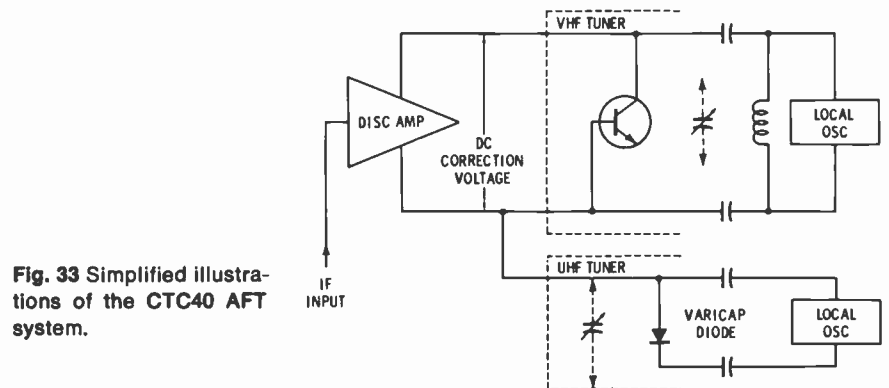 VHF TUNER
DISC AMP
DC
CORRECTION
VOLTAGE
LOCAL
OSC
Fig. 33 Simplified illustra-
tions of the CTC40 AFT
system.
IF
INPUT
UHF TUNER
VARICAP
DIODE
LOCAL
OSC